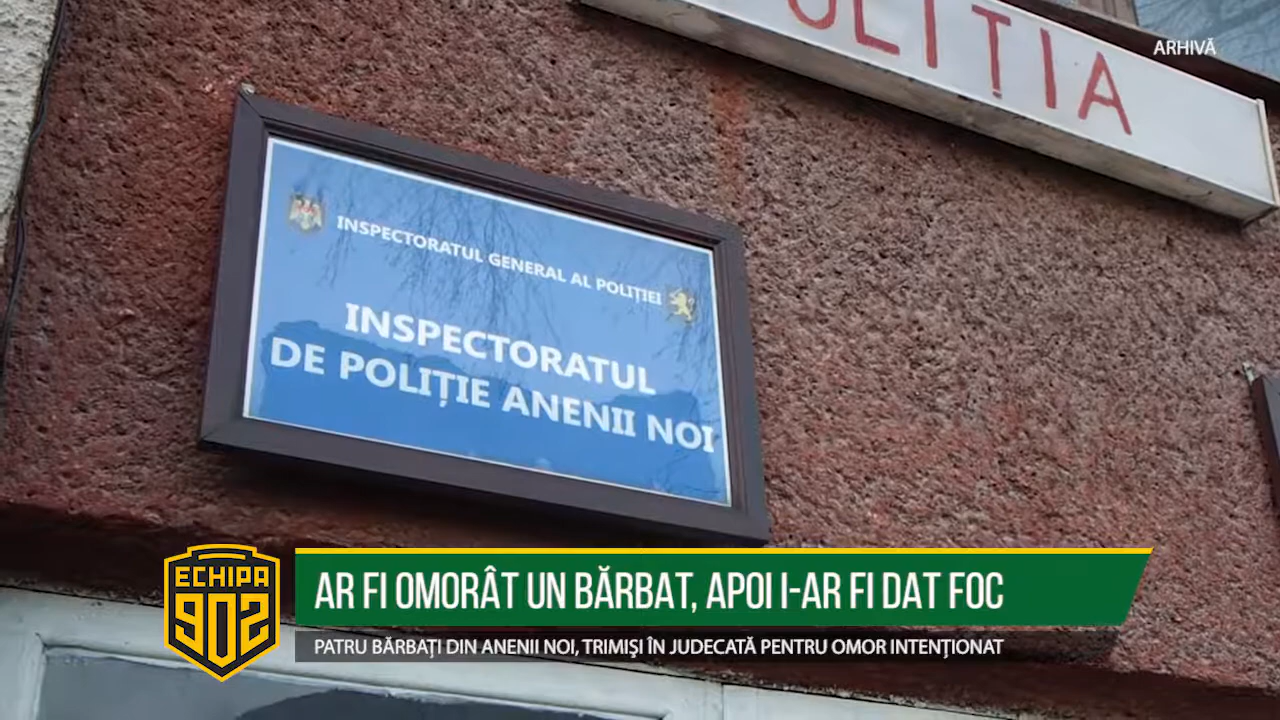 POLIȚIA
ARHIVĂ
INSPECTORATUL GENERAL AL POLIȚIEI
INSPECTORATUL
DE POLIȚIE ANENII NOI
ECHIPA
902
AR FI OMORÂT UN BĂRBAT, APOI I-AR FI DAT FOC
PATRU BĂRBAȚI DIN ANENII NOI, TRIMIȘI ÎN JUDECATĂ PENTRU OMOR INTENȚIONAT